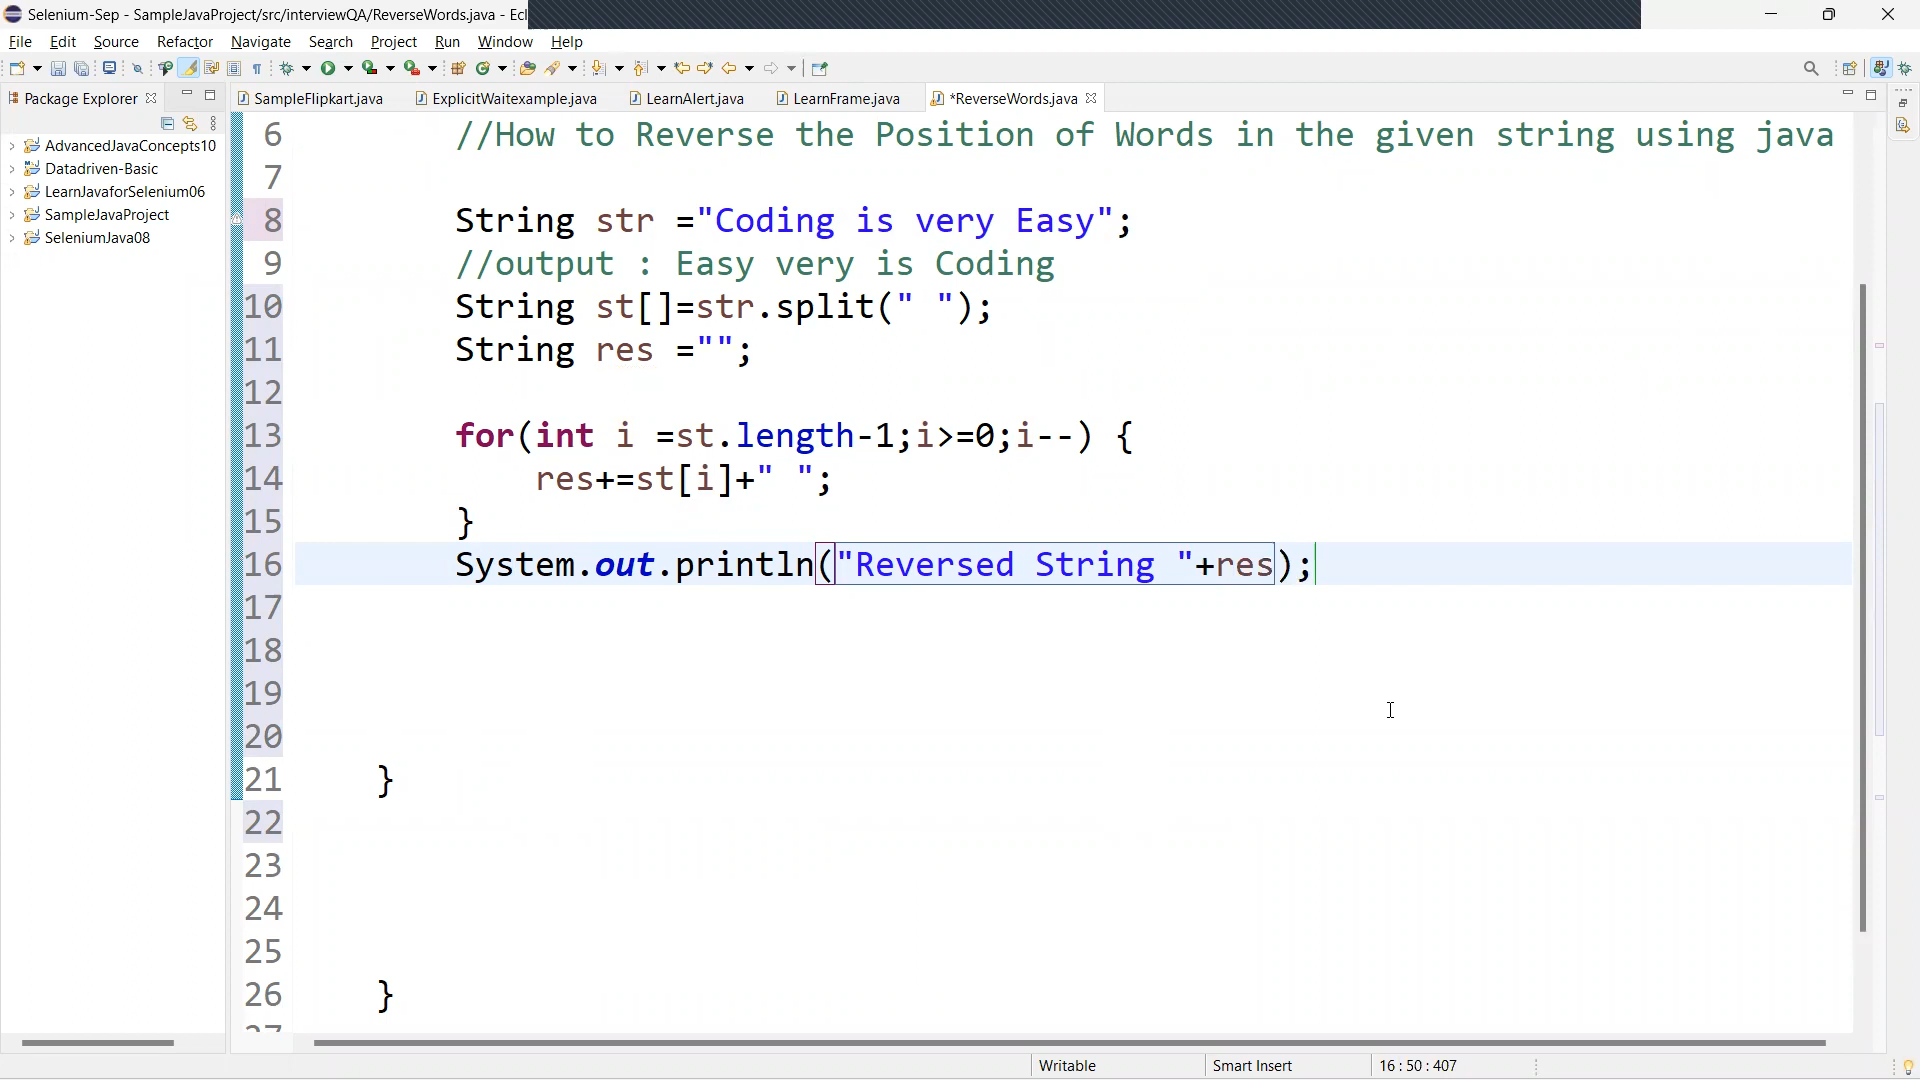 Selenium-Sep - SampleJavaProject/src/interviewQA/ReverseWords.java - Ecl
File Edit Source Refactor Navigate Search Project Run Window Help
Package Explorer
SampleFlipkart.java ExplicitWaitexample.java LearnAlert.java LearnFrame.java *ReverseWords.java
AdvancedJavaConcepts10
Datadriven-Basic
LearnJavaforSelenium06
SampleJavaProject
SeleniumJava08
6 //How to Reverse the Position of Words in the given string using java
7
8 String str ="Coding is very Easy";
9 //output : Easy very is Coding
10 String st[]=str.split(" ");
11 String res ="";
12
13 for(int i =st.length-1;i>=0;i--) {
14 res+=st[i]+" ";
15 }
16 System.out.println("Reversed String "+res);
17
18
19
20
21 }
22
23
24
25
26 }
27
Writable Smart Insert 16 : 50 : 407